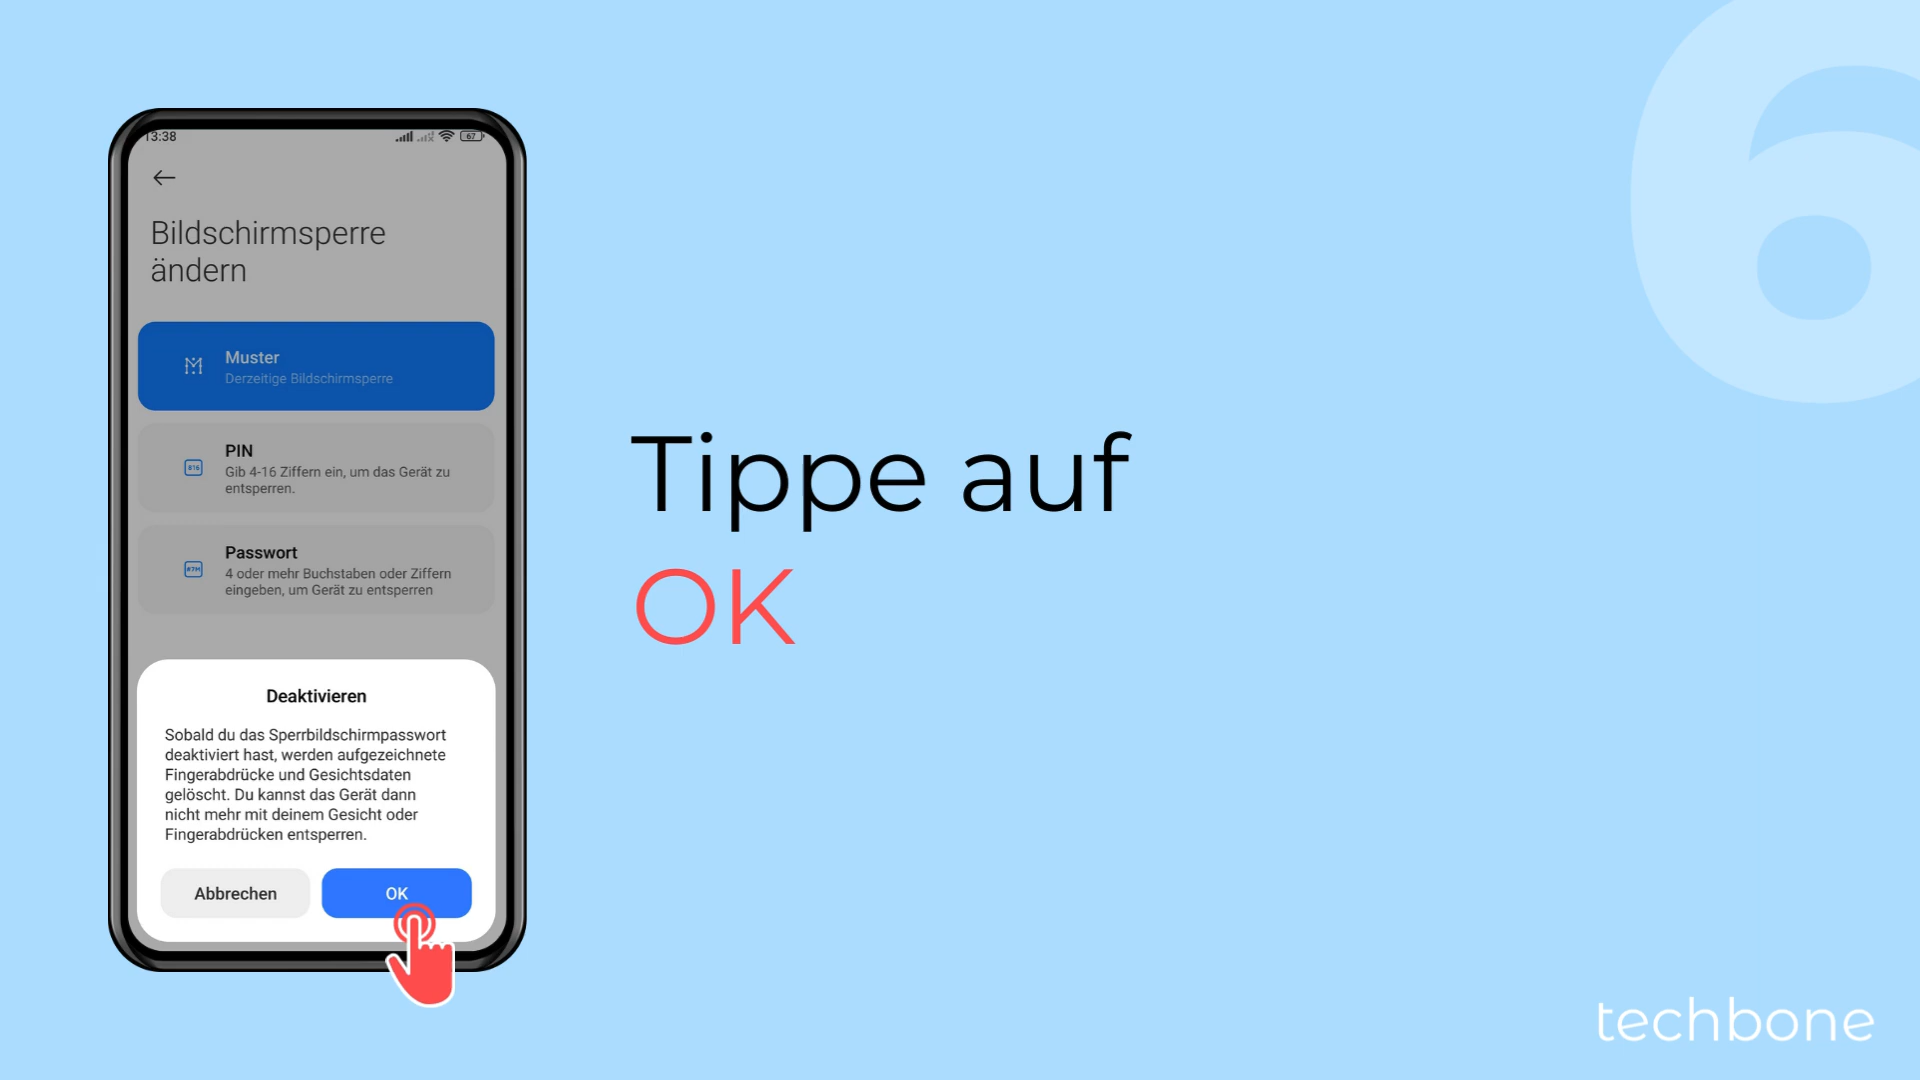 6
13:38
67
Bildschirmsperre
ändern
Muster
Derzeitige Bildschirmsperre
816
PIN
Gib 4-16 Ziffern ein, um das Gerät zu
entsperren.
#7H
Passwort
4 oder mehr Buchstaben oder Ziffern
eingeben, um Gerät zu entsperren
Deaktivieren
Sobald du das Sperrbildschirmpasswort
deaktiviert hast, werden aufgezeichnete
Fingerabdrücke und Gesichtsdaten
gelöscht. Du kannst das Gerät dann
nicht mehr mit deinem Gesicht oder
Fingerabdrücken entsperren.
Abbrechen
OK
Tippe auf
OK
techbone